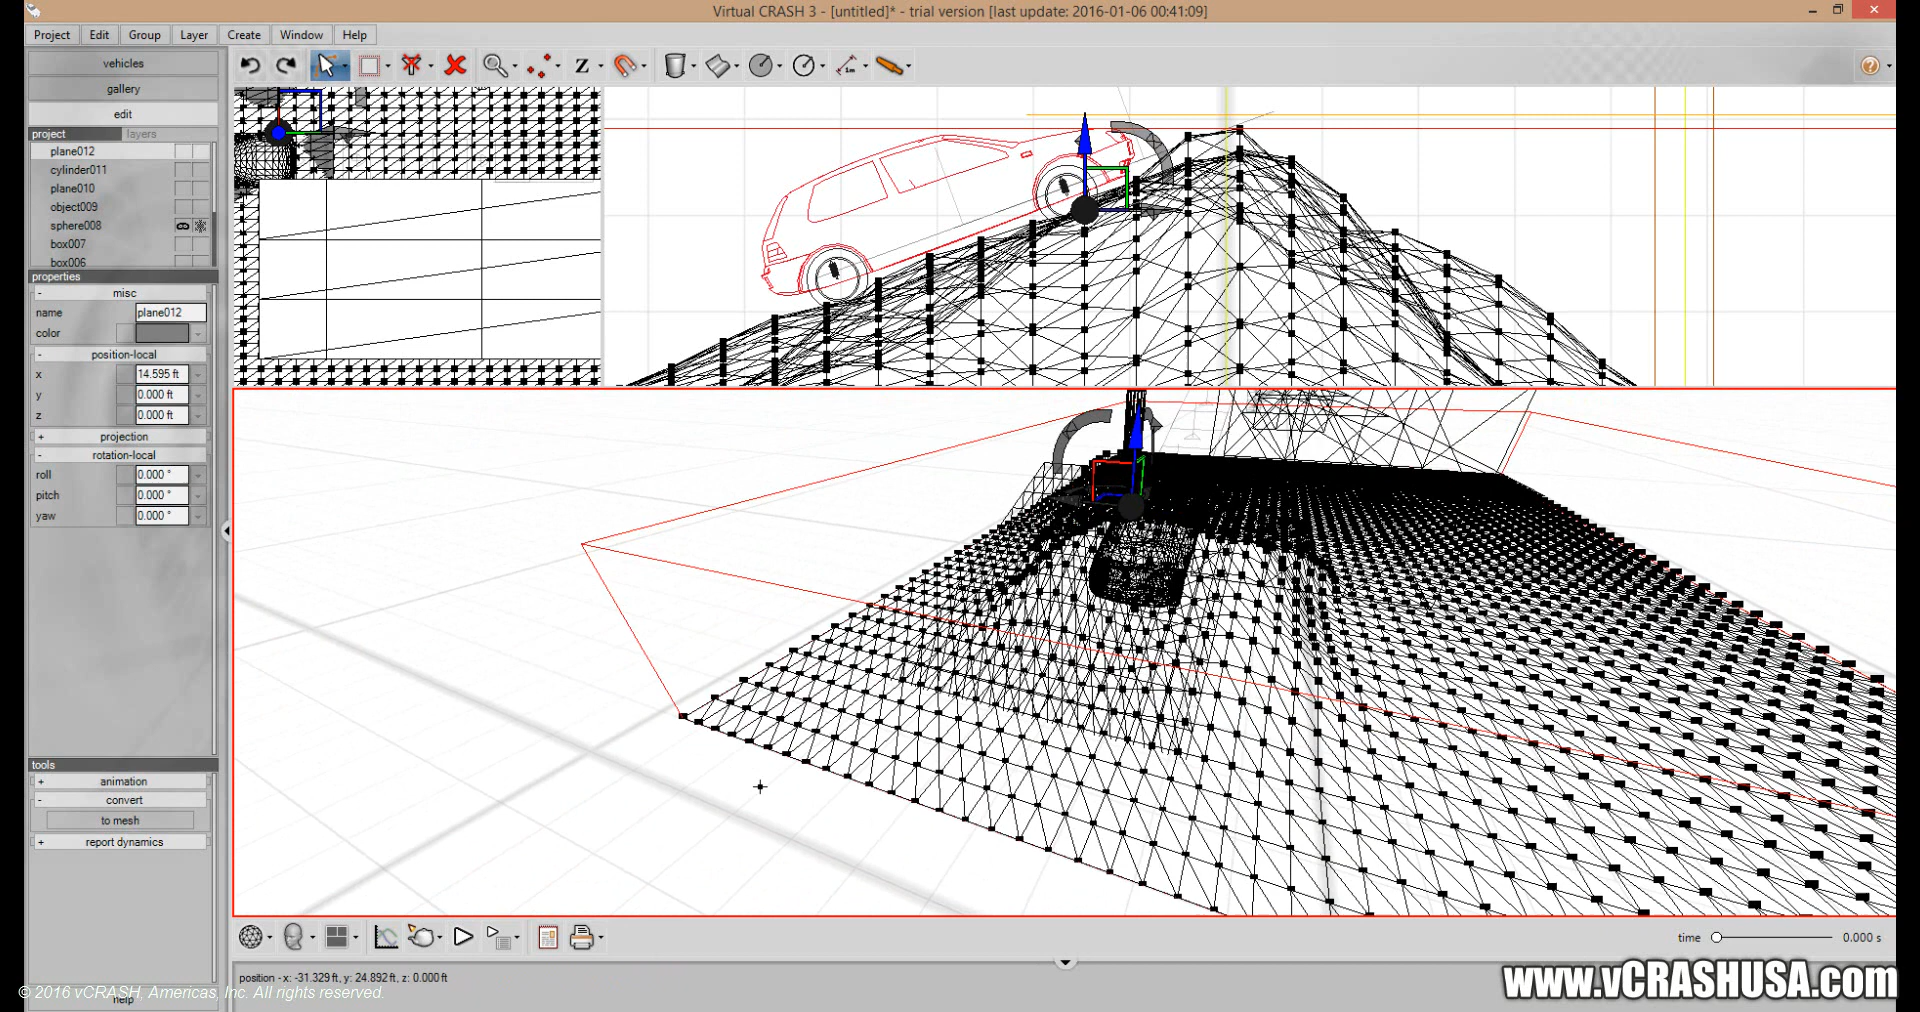 Virtual CRASH 3 - [untitled]* - trial version [last update: 2016-01-06 00:41:09]
Project Edit Group Layer Create Window Help
vehicles
gallery
edit
project layers
plane012
cylinder011
plane010
object009
sphere008
box007
box006
properties
- misc
name plane012
color
- position-local
x 14.595 ft
y 0.000 ft
z 0.000 ft
+ projection
- rotation-local
roll 0.000 °
pitch 0.000 °
yaw 0.000 °
tools
+ animation
- convert
to mesh
+ report dynamics
help
Z
1m
time 0.000 s
position - x: -31.329 ft, y: 24.892 ft, z: 0.000 ft
© 2016 vCRASH, Americas, Inc. All rights reserved.
www.vCRASHUSA.com